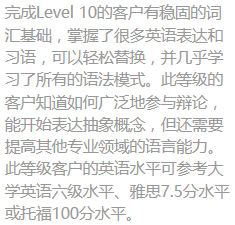 完成Level 10的客户有稳固的词
汇基础，掌握了很多英语表达和
习语，可以轻松替换，并几乎学
习了所有的语法模式。此等级的
客户知道如何广泛地参与辩论，
能开始表达抽象概念，但还需要
提高其他专业领域的语言能力。
此等级客户的英语水平可参考大
学英语六级水平、雅思7.5分水平
或托福100分水平。